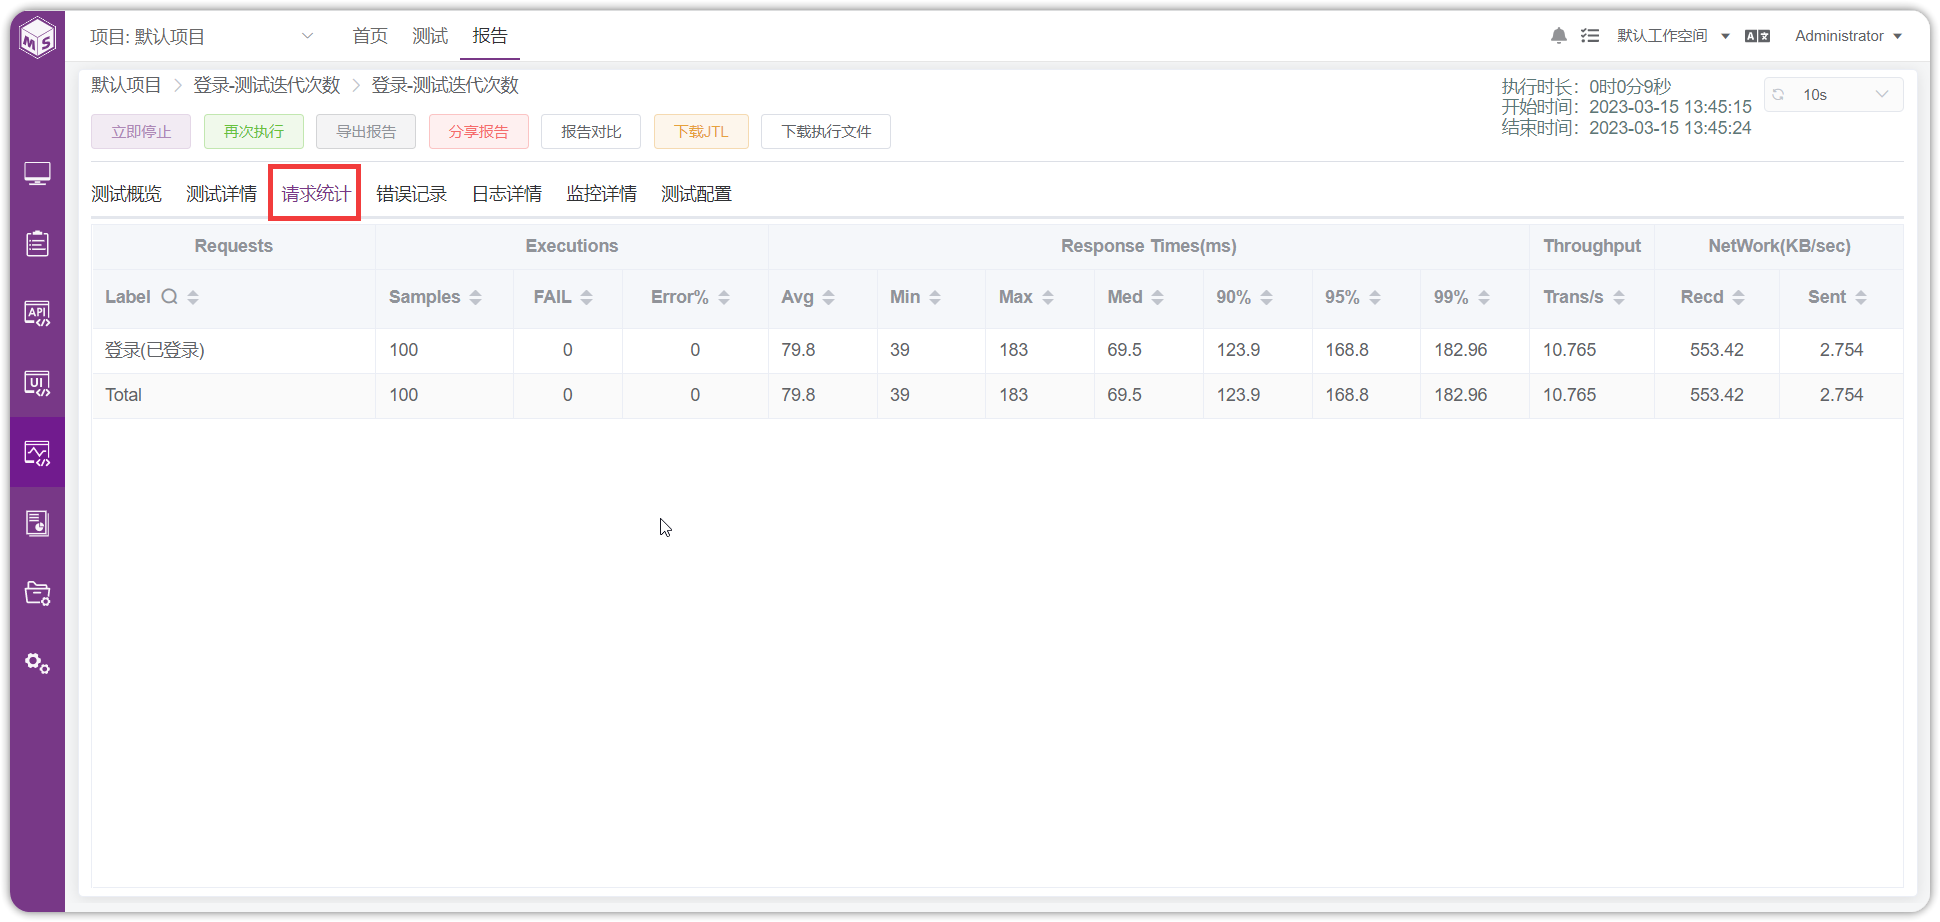 MS 项目: 默认项目 首页 测试 报告 默认工作空间 Administrator
默认项目 登录-测试迭代次数 登录-测试迭代次数
执行时长: 0时0分9秒
开始时间: 2023-03-15 13:45:15
结束时间: 2023-03-15 13:45:24
10s
立即停止 再次执行 导出报告 分享报告 报告对比 下载JTL 下载执行文件
测试概览 测试详情 请求统计 错误记录 日志详情 监控详情 测试配置
Requests Executions Response Times(ms) Throughput NetWork(KB/sec)
Label Samples FAIL Error% Avg Min Max Med 90% 95% 99% Trans/s Recd Sent
登录(已登录) 100 0 0 79.8 39 183 69.5 123.9 168.8 182.96 10.765 553.42 2.754
Total 100 0 0 79.8 39 183 69.5 123.9 168.8 182.96 10.765 553.42 2.754
API
UI